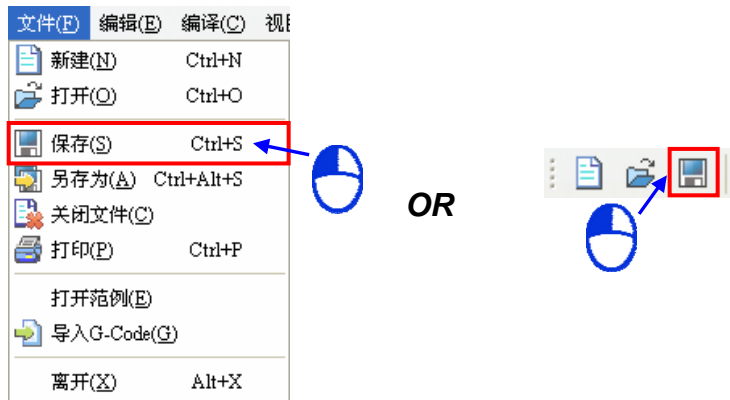 文件(F) 编辑(E) 编译(C)
新建(N) Ctrl+N
打开(O) Ctrl+O
保存(S) Ctrl+S
另存为(A) Ctrl+Alt+S
关闭文件(C)
打印(P) Ctrl+P
打开范例(E)
导入G-Code(G)
离开(X) Alt+X
OR